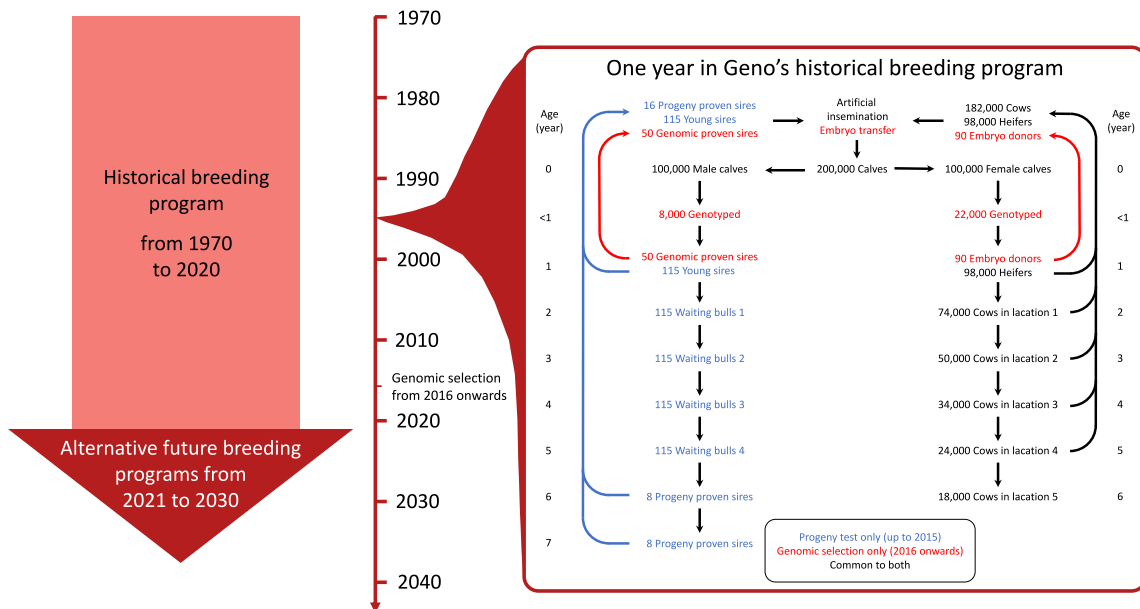 Historical breeding
program
from 1970
to 2020
Alternative future breeding
programs from
2021 to 2030
1970
1980
1990
2000
2010
Genomic selection
from 2016 onwards
2020
2030
2040
One year in Geno's historical breeding program
Age
(year)
16 Progeny proven sires
115 Young sires
50 Genomic proven sires
Artificial
insemination
Embryo transfer
182,000 Cows
98,000 Heifers
90 Embryo donors
Age
(year)
0
100,000 Male calves
200,000 Calves
100,000 Female calves
0
<1
8,000 Genotyped
22,000 Genotyped
<1
1
50 Genomic proven sires
115 Young sires
90 Embryo donors
98,000 Heifers
1
2
115 Waiting bulls 1
74,000 Cows in lacation 1
2
3
115 Waiting bulls 2
50,000 Cows in lacation 2
3
4
115 Waiting bulls 3
34,000 Cows in lacation 3
4
5
115 Waiting bulls 4
24,000 Cows in lacation 4
5
6
8 Progeny proven sires
18,000 Cows in location 5
6
7
8 Progeny proven sires
Progeny test only (up to 2015)
Genomic selection only (2016 onwards)
Common to both